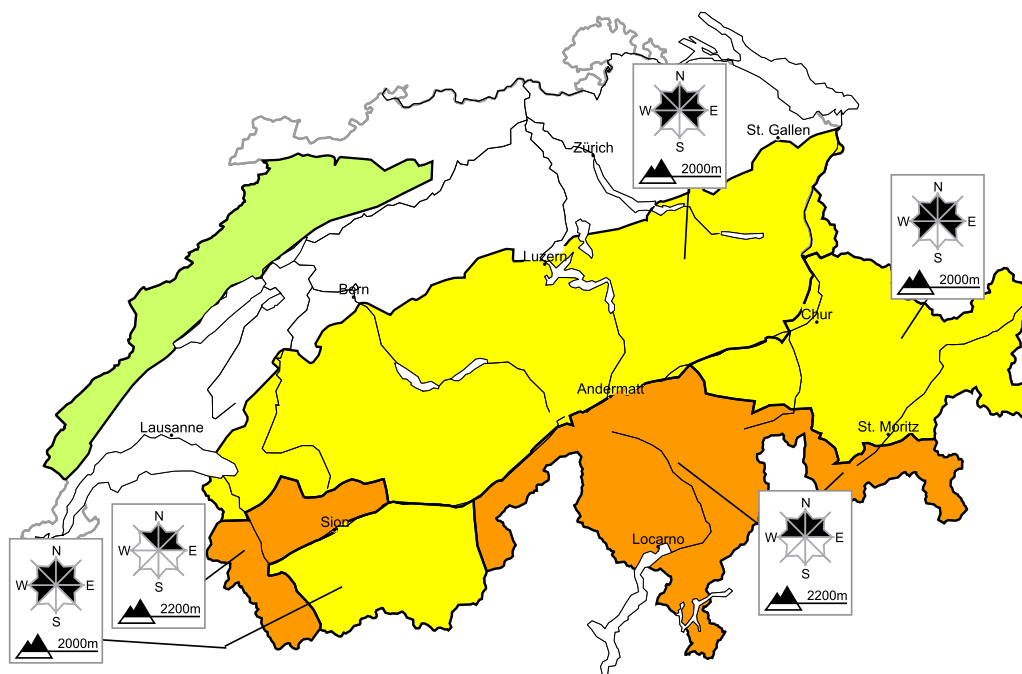 N
W E
S
2000m
St. Gallen
Zürich
N
W E
S
2000m
Luzern
Bern
Chur
Andermatt
Lausanne
St. Moritz
N
W E
S
2200m
Sion
N
W E
S
2200m
Locarno
N
W E
S
2000m